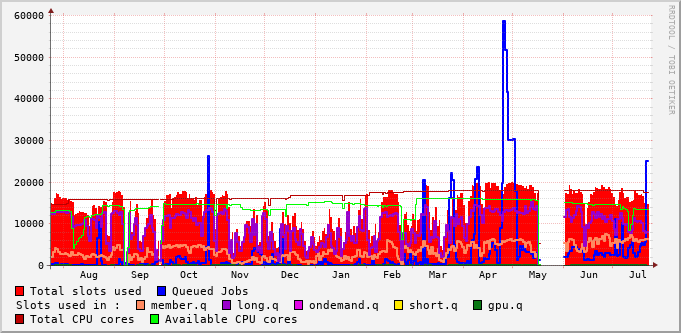 60000
50000
40000
30000
20000
10000
0
Aug Sep Oct Nov Dec Jan Feb Mar Apr May Jun Jul
RRDTOOL / TOBI OETIKER
Total slots used Queued Jobs
Slots used in : member.q long.q ondemand.q short.q gpu.q
Total CPU cores Available CPU cores